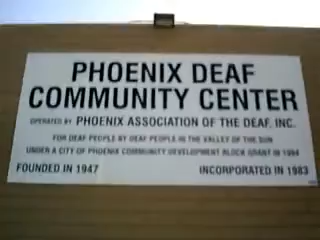 PHOENIX DEAF
COMMUNITY CENTER
OPERATED BY PHOENIX ASSOCIATION OF THE DEAF, INC.
FOR DEAF PEOPLE BY DEAF PEOPLE IN THE VALLEY OF THE SUN
UNDER A CITY OF PHOENIX COMMUNITY DEVELOPMENT BLOCK GRANT IN 1984
FOUNDED IN 1947 INCORPORATED IN 1983